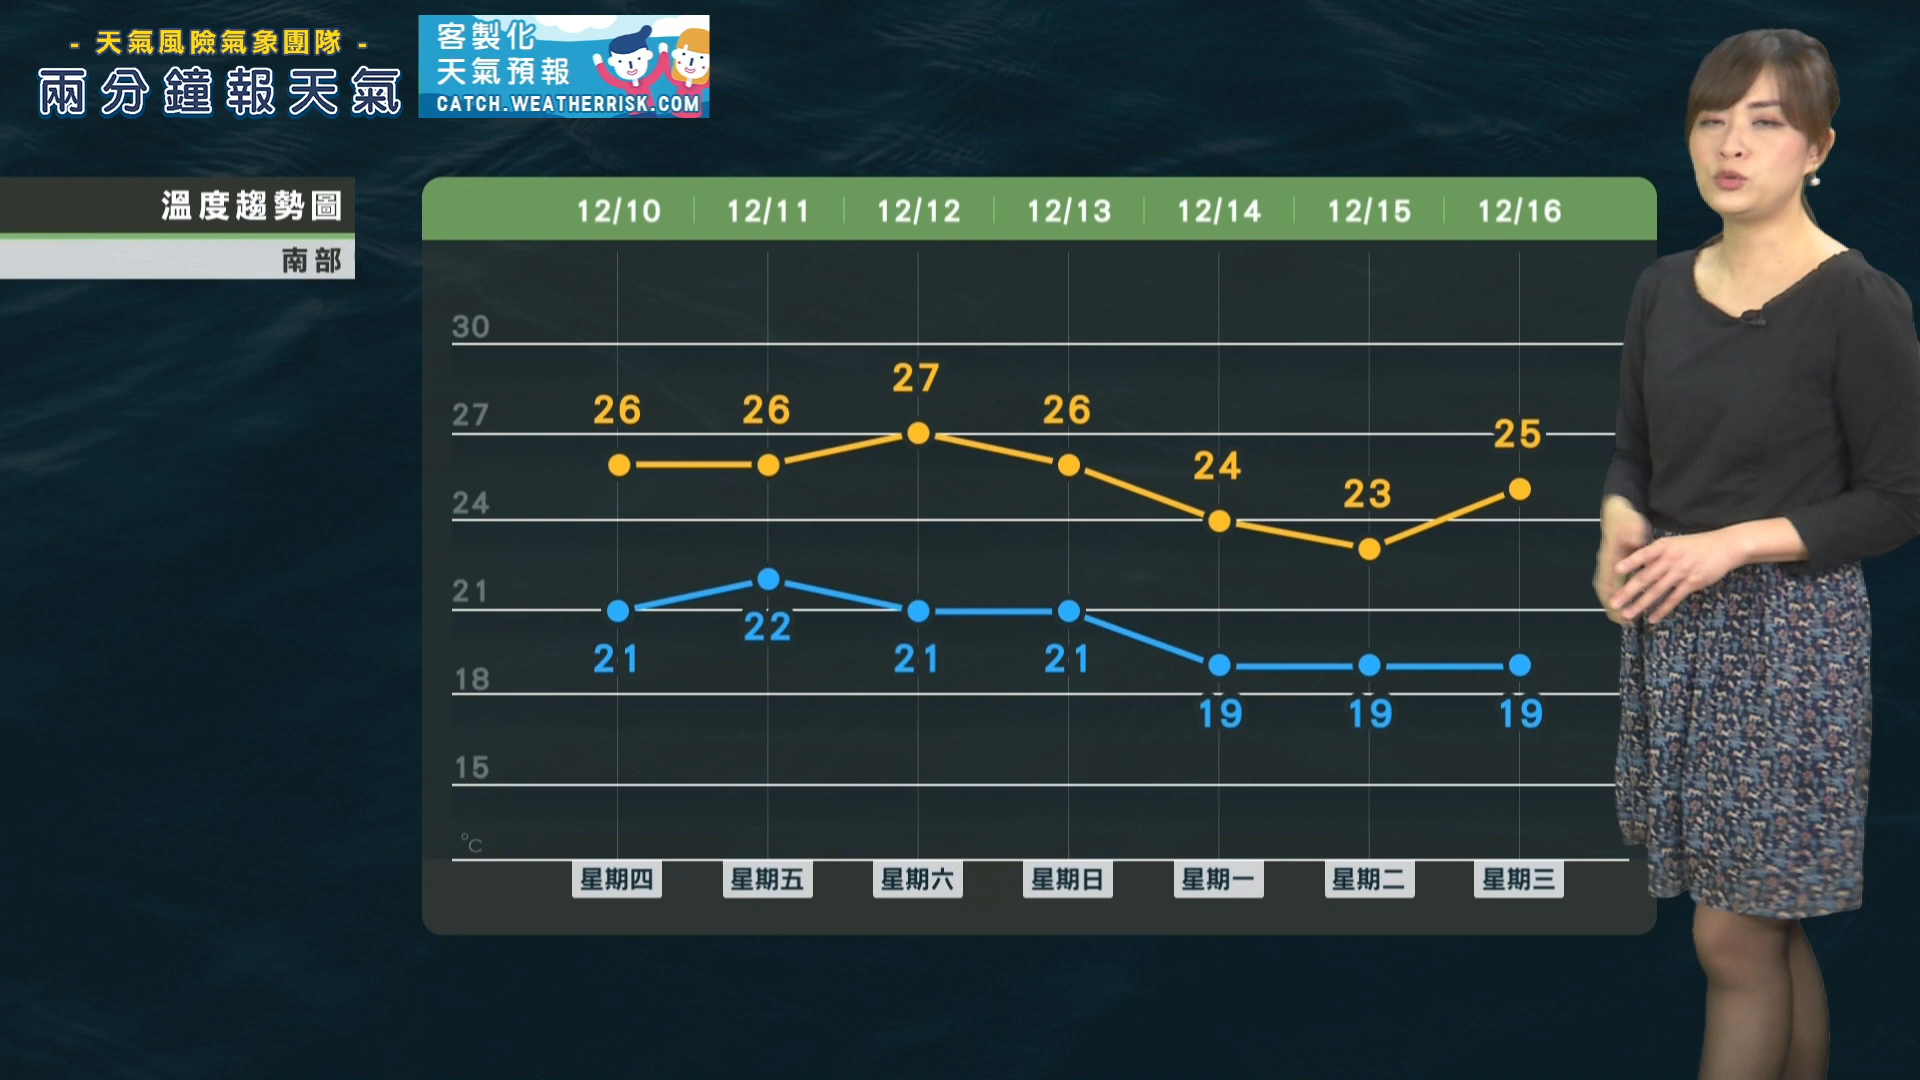 - 天氣風險氣象團隊 -
兩分鐘報天氣
客製化
天氣預報
CATCH.WEATHERRISK.COM
溫度趨勢圖
南部
12/10 12/11 12/12 12/13 12/14 12/15 12/16
30
27
24
21
18
15
°C
26 26 27 26 24 23 25
21 22 21 21 19 19 19
星期四 星期五 星期六 星期日 星期一 星期二 星期三